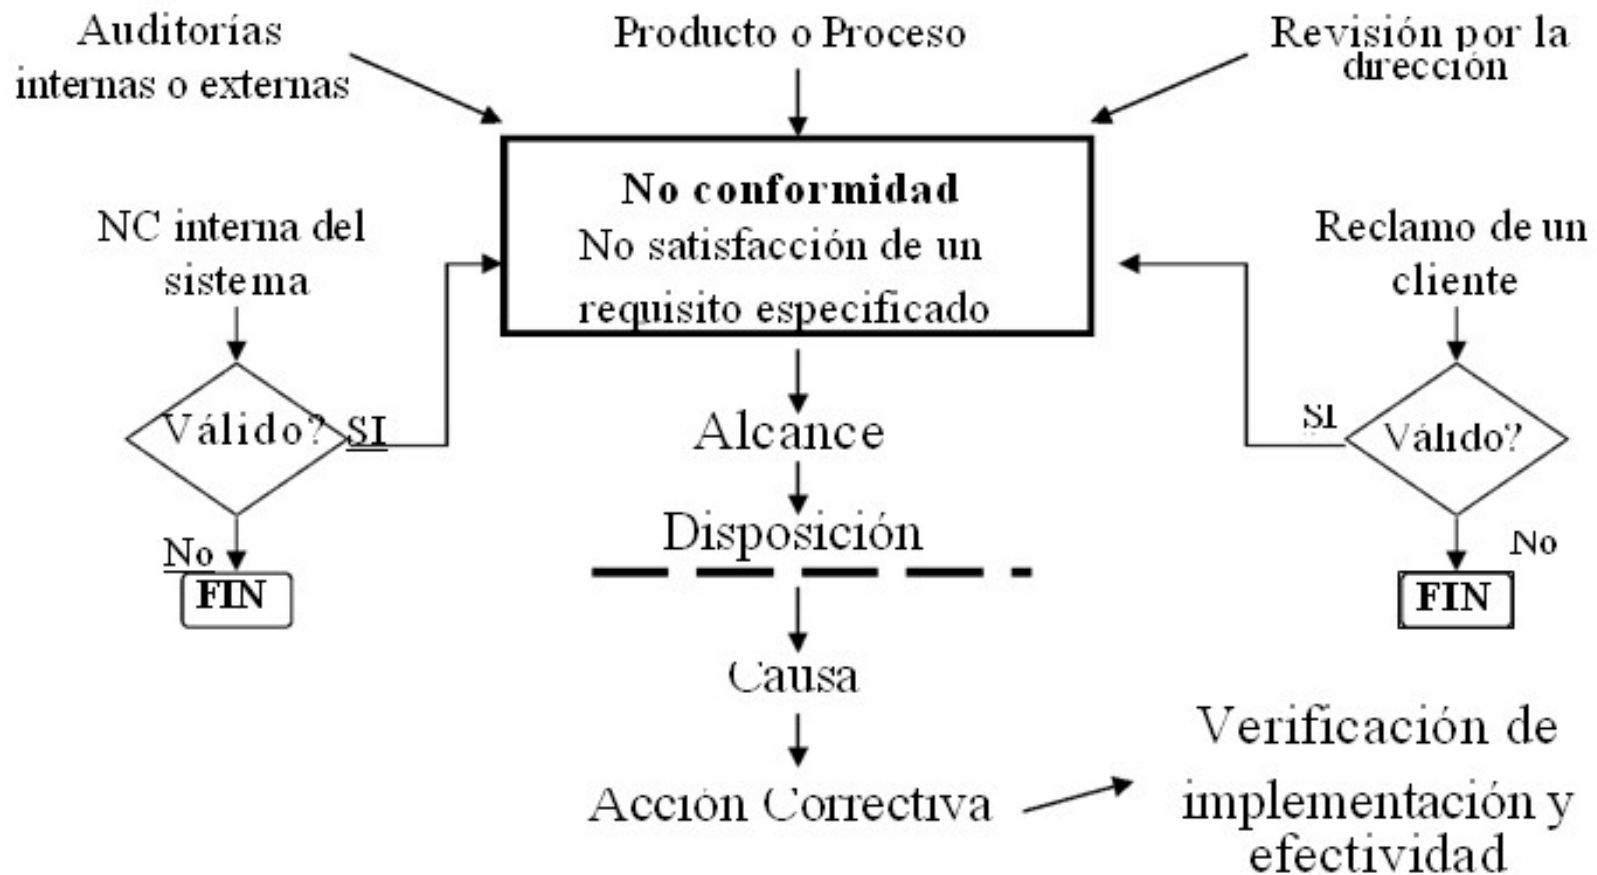 Auditorías
internas o externas
Producto o Proceso
Revisión por la
dirección
No conformidad
No satisfacción de un
requisito especificado
NC interna del
sistema
Válido?
SI
No
FIN
Reclamo de un
cliente
SI
Válido?
No
FIN
Alcance
Disposición
Causa
Acción Correctiva
Verificación de
implementación y
efectividad